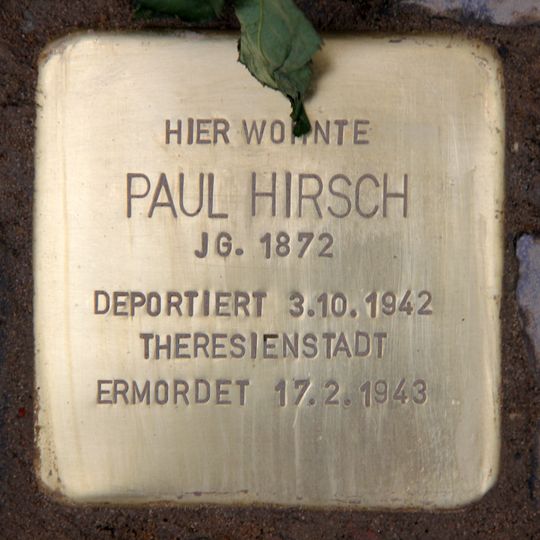 HIER WOHNTE
PAUL HIRSCH
JG. 1872
DEPORTIERT 3.10.1942
THERESIENSTADT
ERMORDET 17.2.1943